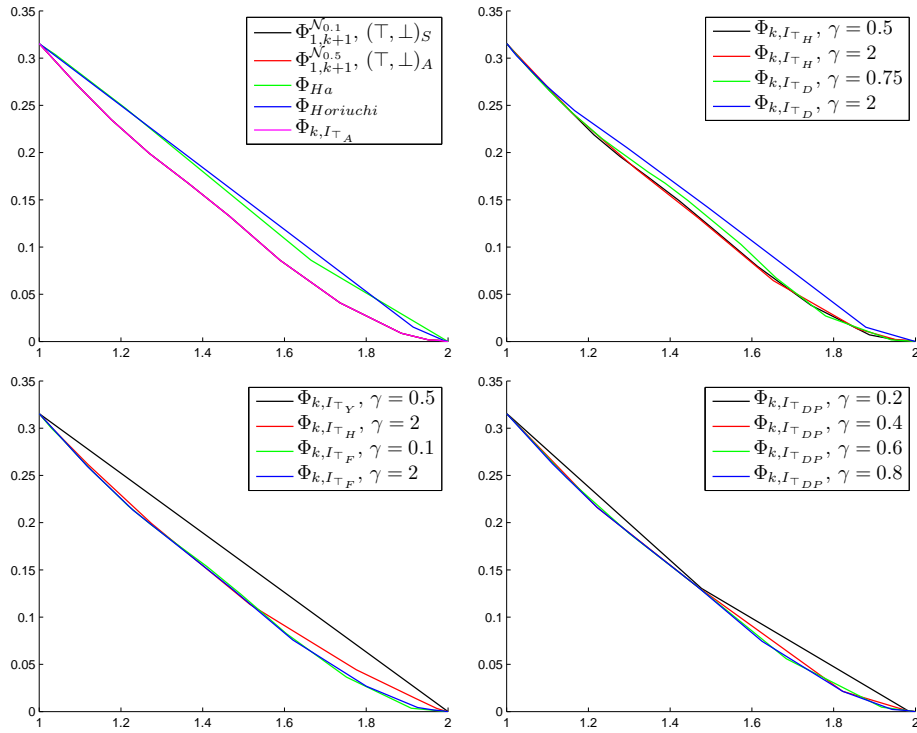 0.35
0.3
0.25
0.2
0.15
0.1
0.05
0
1 1.2 1.4 1.6 1.8 2
Φ_{1,k+1}^{𝒩_{0.1}}, (⊤, ⊥)_S
Φ_{1,k+1}^{𝒩_{0.5}}, (⊤, ⊥)_A
Φ_{Ha}
Φ_{Horiuchi}
Φ_{k,I_{⊤_A}}
0.35
0.3
0.25
0.2
0.15
0.1
0.05
0
1 1.2 1.4 1.6 1.8 2
Φ_{k,I_{⊤_H}}, γ = 0.5
Φ_{k,I_{⊤_H}}, γ = 2
Φ_{k,I_{⊤_D}}, γ = 0.75
Φ_{k,I_{⊤_D}}, γ = 2
0.35
0.3
0.25
0.2
0.15
0.1
0.05
0
1 1.2 1.4 1.6 1.8 2
Φ_{k,I_{⊤_Y}}, γ = 0.5
Φ_{k,I_{⊤_H}}, γ = 2
Φ_{k,I_{⊤_F}}, γ = 0.1
Φ_{k,I_{⊤_F}}, γ = 2
0.35
0.3
0.25
0.2
0.15
0.1
0.05
0
1 1.2 1.4 1.6 1.8 2
Φ_{k,I_{⊤_{DP}}}, γ = 0.2
Φ_{k,I_{⊤_{DP}}}, γ = 0.4
Φ_{k,I_{⊤_{DP}}}, γ = 0.6
Φ_{k,I_{⊤_{DP}}}, γ = 0.8